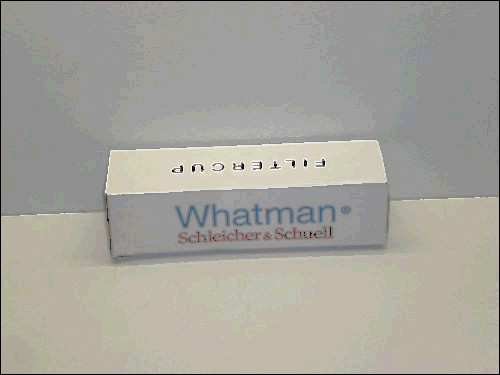 FILTERCUP
Whatman®
Schleicher & Schuell